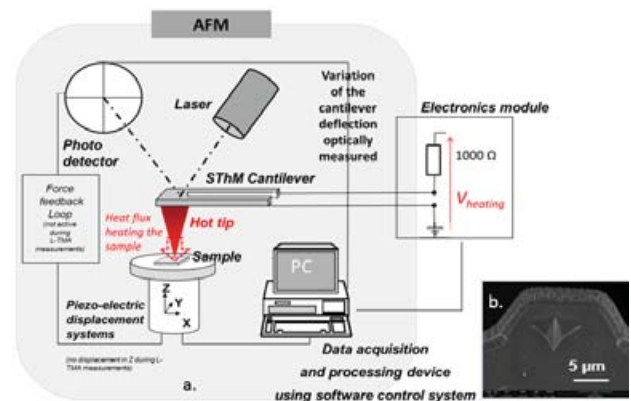 AFM
Laser
Variation
of the
cantilever
deflection
optically
measured
Electronics module
1000 Ω
Vheating
Photo
detector
SThM Cantilever
Force
feedback
Loop
(not active
during
L-TMA
measurements)
Heat flux
heating the
sample
Hot tip
Sample
PC
Z
Y
X
Piezo-electric
displacement
systems
(no displacement in Z during L-
TMA measurements)
a.
Data acquisition
and processing device
using software control system
b.
5 µm